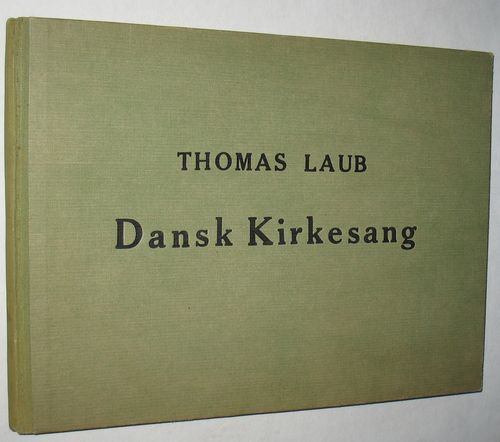 THOMAS LAUB
Dansk Kirkesang